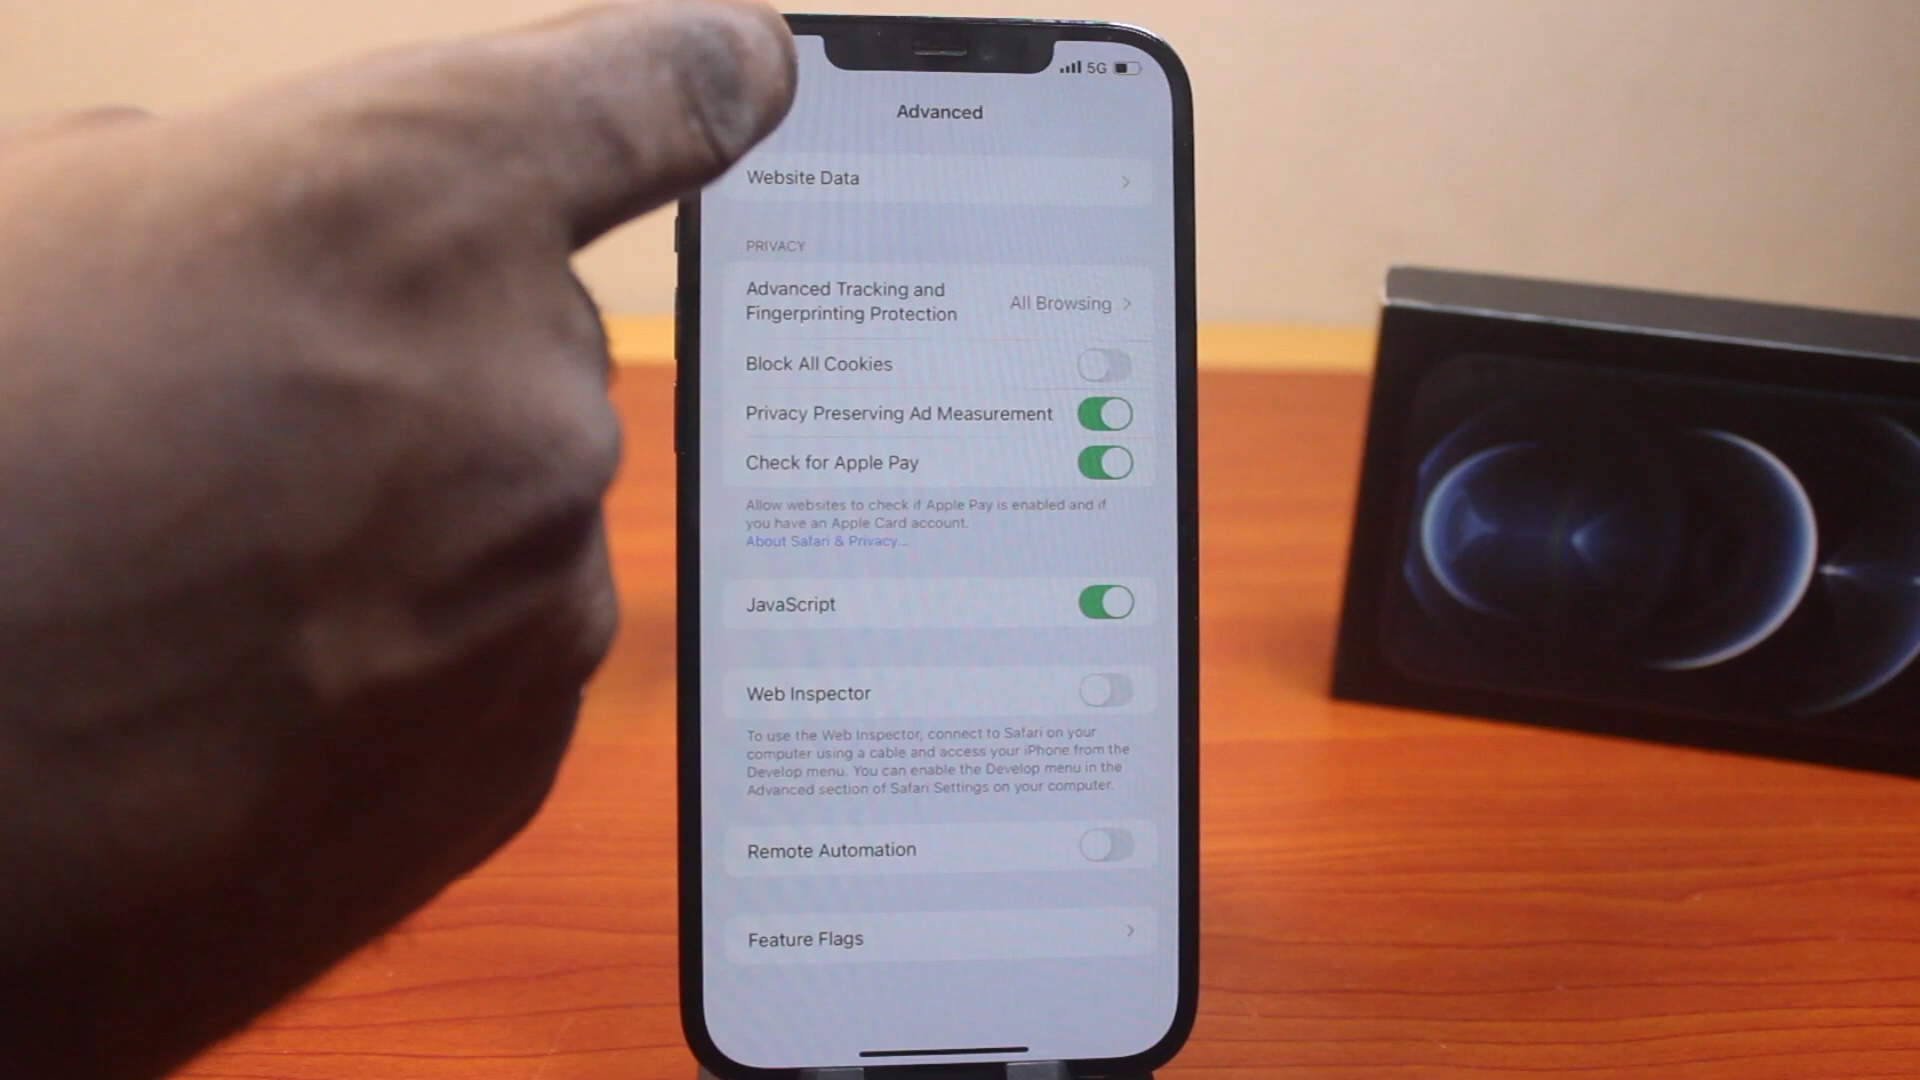 5G
Advanced
Website Data
PRIVACY
Advanced Tracking and
Fingerprinting Protection
All Browsing
Block All Cookies
Privacy Preserving Ad Measurement
Check for Apple Pay
Allow websites to check if Apple Pay is enabled and if
you have an Apple Card account.
About Safari & Privacy...
JavaScript
Web Inspector
To use the Web Inspector, connect to Safari on your
computer using a cable and access your iPhone from the
Develop menu. You can enable the Develop menu in the
Advanced section of Safari Settings on your computer.
Remote Automation
Feature Flags